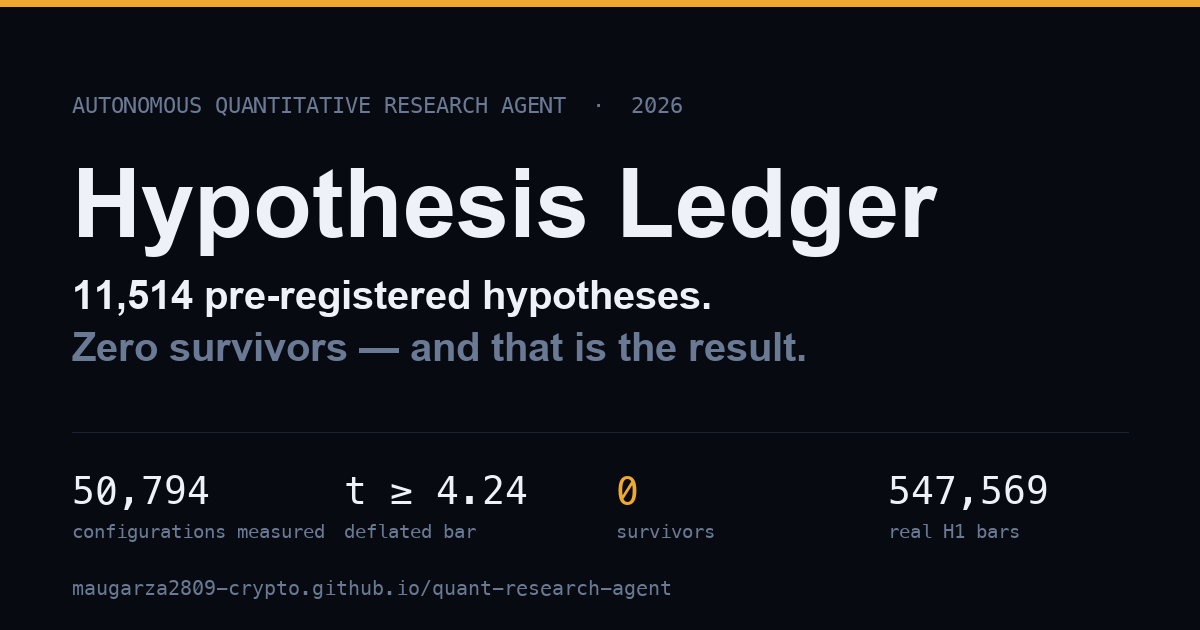 AUTONOMOUS QUANTITATIVE RESEARCH AGENT · 2026
Hypothesis Ledger
11,514 pre-registered hypotheses.
Zero survivors — and that is the result.
50,794 t ≥ 4.24 0 547,569
configurations measured deflated bar survivors real H1 bars
maugarza2809-crypto.github.io/quant-research-agent